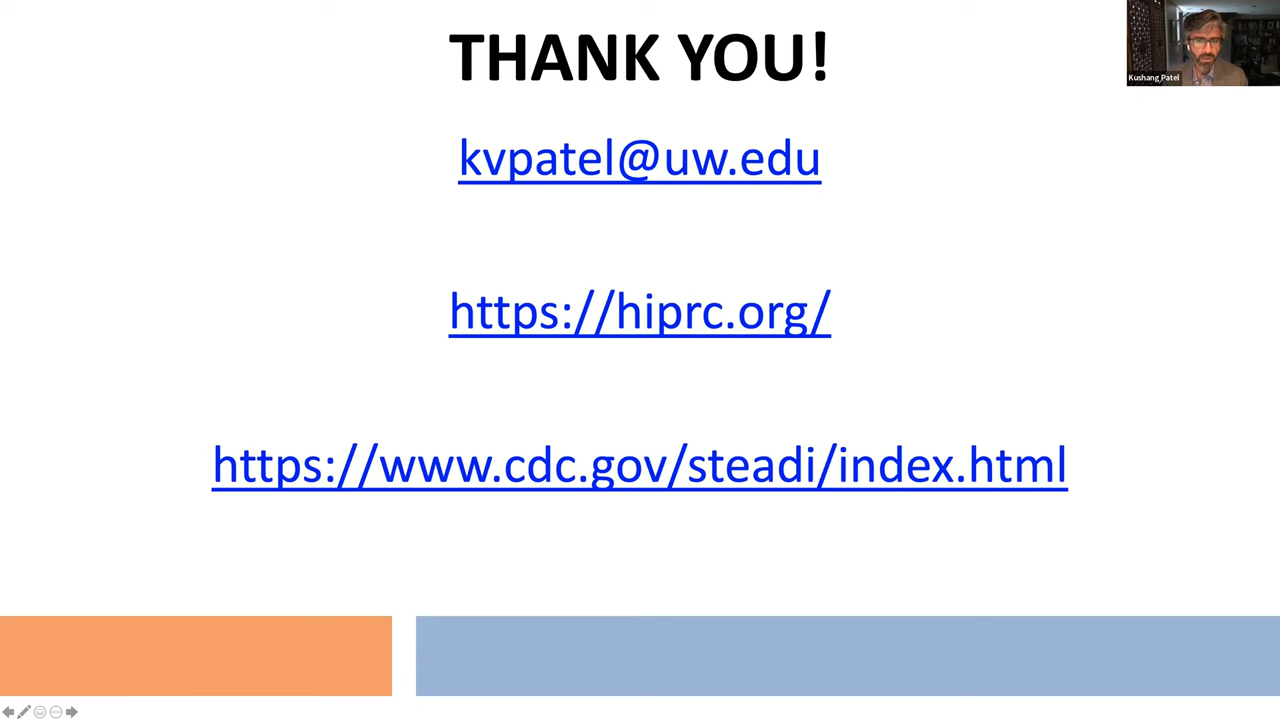 THANK YOU!
Kushang Patel
kvpatel@uw.edu
https://hiprc.org/
https://www.cdc.gov/steadi/index.html